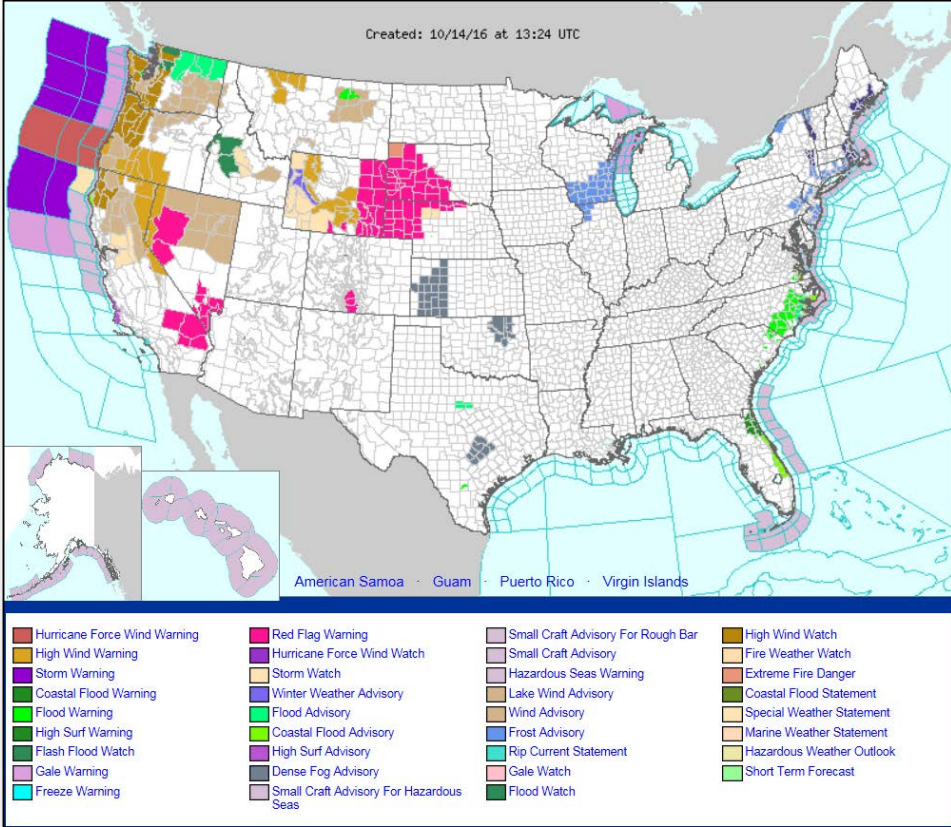 Created: 10/14/16 at 13:24 UTC
American Samoa · Guam · Puerto Rico · Virgin Islands
Hurricane Force Wind Warning
High Wind Warning
Storm Warning
Coastal Flood Warning
Flood Warning
High Surf Warning
Flash Flood Watch
Gale Warning
Freeze Warning
Red Flag Warning
Hurricane Force Wind Watch
Storm Watch
Winter Weather Advisory
Flood Advisory
Coastal Flood Advisory
High Surf Advisory
Dense Fog Advisory
Small Craft Advisory For Hazardous
Seas
Small Craft Advisory For Rough Bar
Small Craft Advisory
Hazardous Seas Warning
Lake Wind Advisory
Wind Advisory
Frost Advisory
Rip Current Statement
Gale Watch
Flood Watch
High Wind Watch
Fire Weather Watch
Extreme Fire Danger
Coastal Flood Statement
Special Weather Statement
Marine Weather Statement
Hazardous Weather Outlook
Short Term Forecast